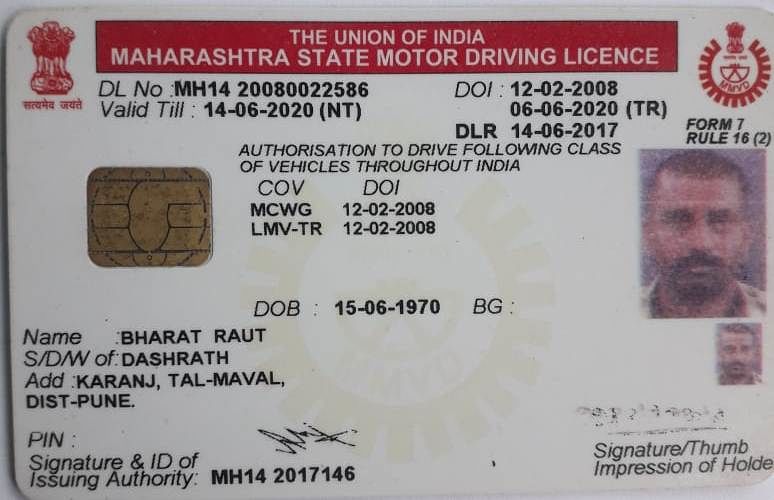 THE UNION OF INDIA
MAHARASHTRA STATE MOTOR DRIVING LICENCE
सत्यमेव जयते
MMVD
DL No : MH14 20080022586 DOI : 12-02-2008
Valid Till : 14-06-2020 (NT) 06-06-2020 (TR)
DLR 14-06-2017
FORM 7
RULE 16 (2)
AUTHORISATION TO DRIVE FOLLOWING CLASS
OF VEHICLES THROUGHOUT INDIA
COV DOI
MCWG 12-02-2008
LMV-TR 12-02-2008
DOB : 15-06-1970 BG :
Name : BHARAT RAUT
S/D/W of : DASHRATH
Add : KARANJ, TAL-MAVAL,
DIST-PUNE.
PIN :
Signature & ID of
Issuing Authority: MH14 2017146
Signature/Thumb
Impression of Holde